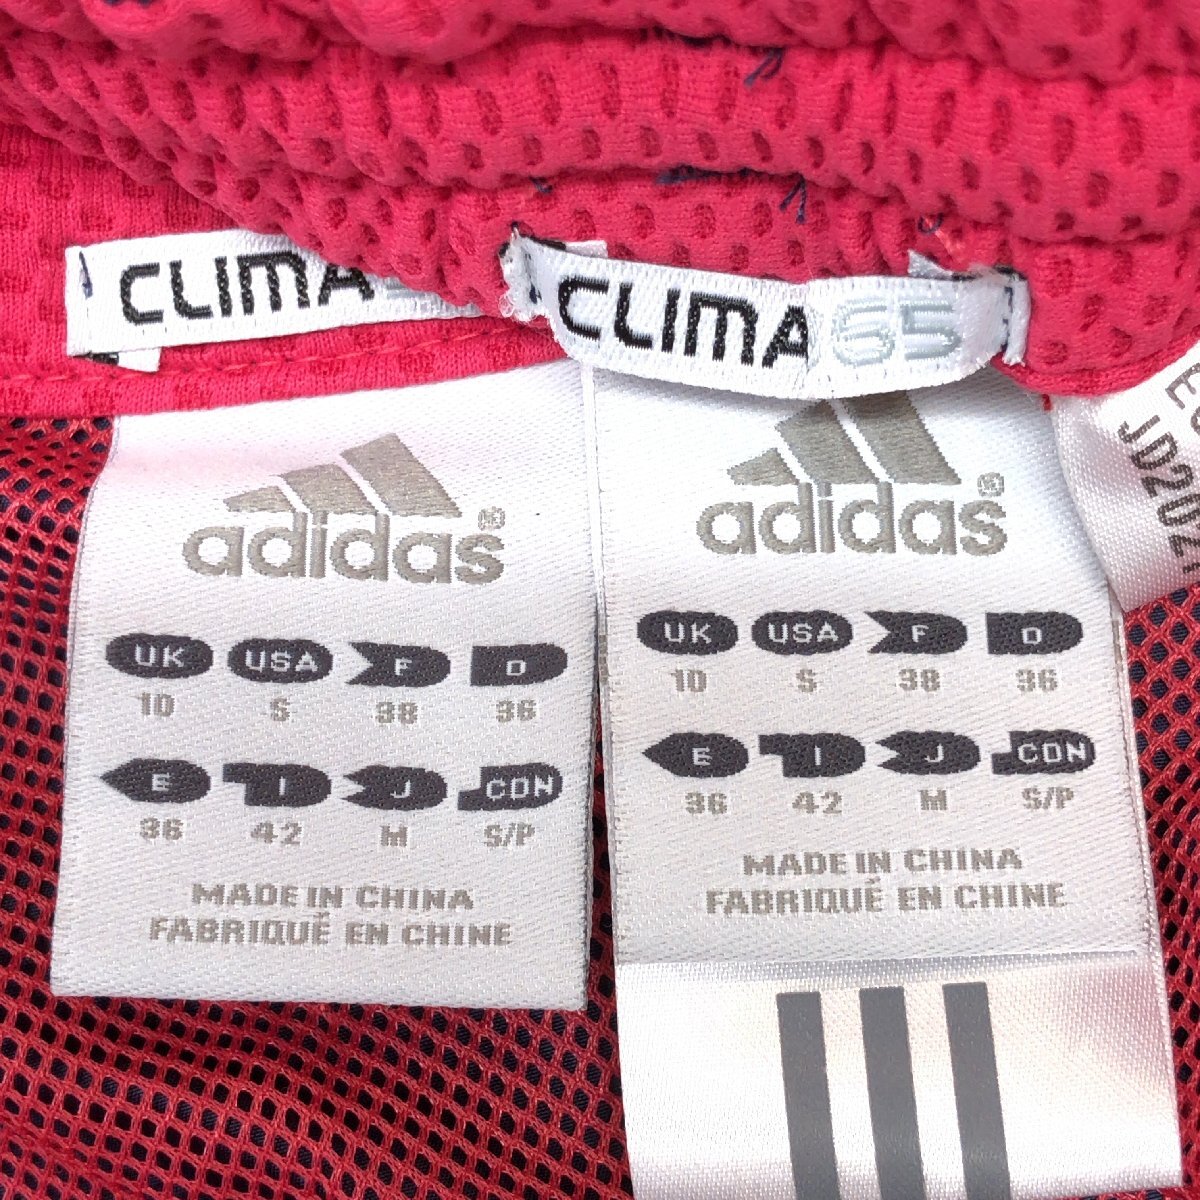 CLIMA
CLIMA 365
adidas®
UK USA F D
10 S 38 36
E I J CDN
36 42 M S/P
MADE IN CHINA
FABRIQUÉ EN CHINE
adidas®
UK USA F D
10 S 38 36
E I J CDN
36 42 M S/P
MADE IN CHINA
FABRIQUÉ EN CHINE